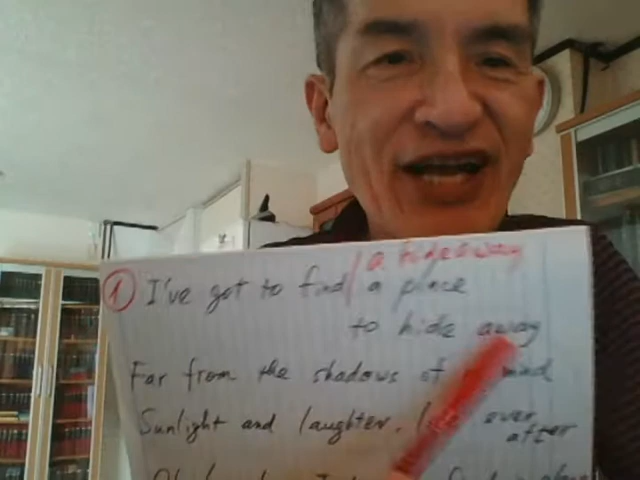 a hideaway
① I've got to find / a place
to hide away
Far from the shadows of mind
Sunlight and laughter, ever
after